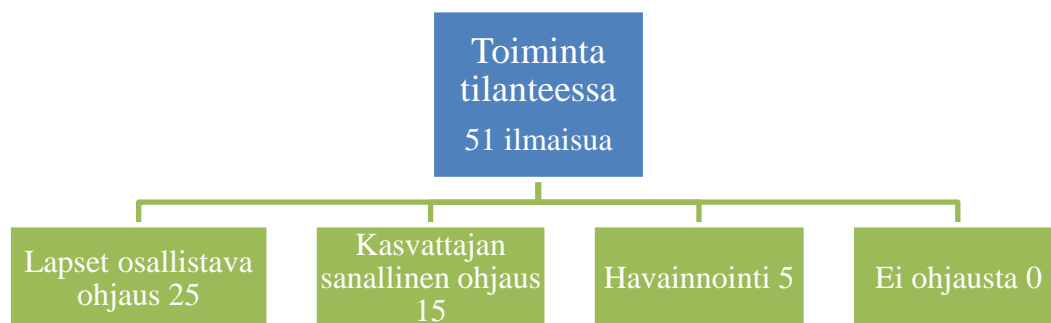 Toiminta
tilanteessa
51 ilmaisua
Lapset osallistava
ohjaus 25
Kasvattajan
sanallinen ohjaus
15
Havainnointi 5
Ei ohjausta 0